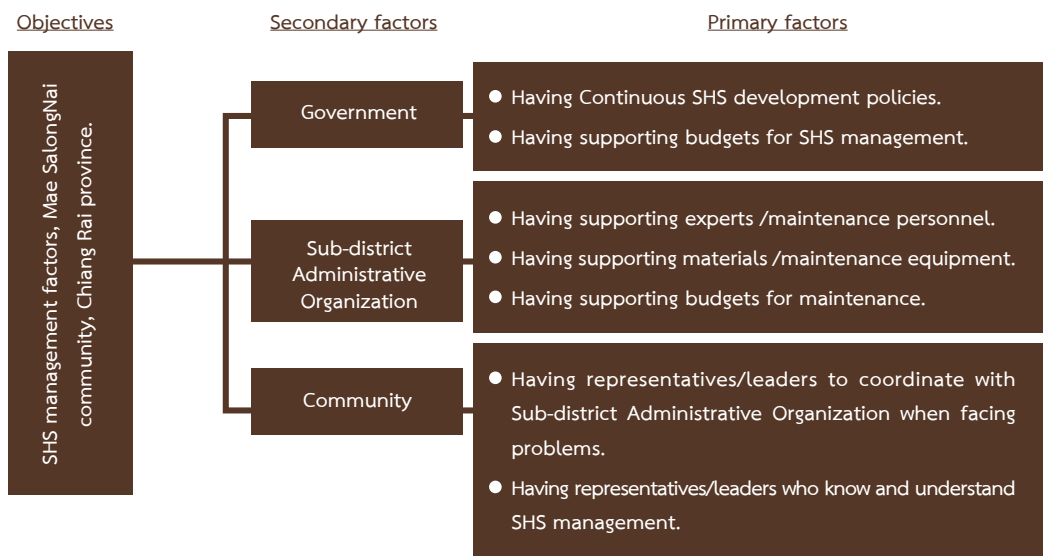 Objectives
Secondary factors
Primary factors
SHS management factors, Mae SalongNai
community, Chiang Rai province.
Government
● Having Continuous SHS development policies.
● Having supporting budgets for SHS management.
Sub-district
Administrative
Organization
● Having supporting experts /maintenance personnel.
● Having supporting materials /maintenance equipment.
● Having supporting budgets for maintenance.
Community
● Having representatives/leaders to coordinate with
Sub-district Administrative Organization when facing
problems.
● Having representatives/leaders who know and understand
SHS management.